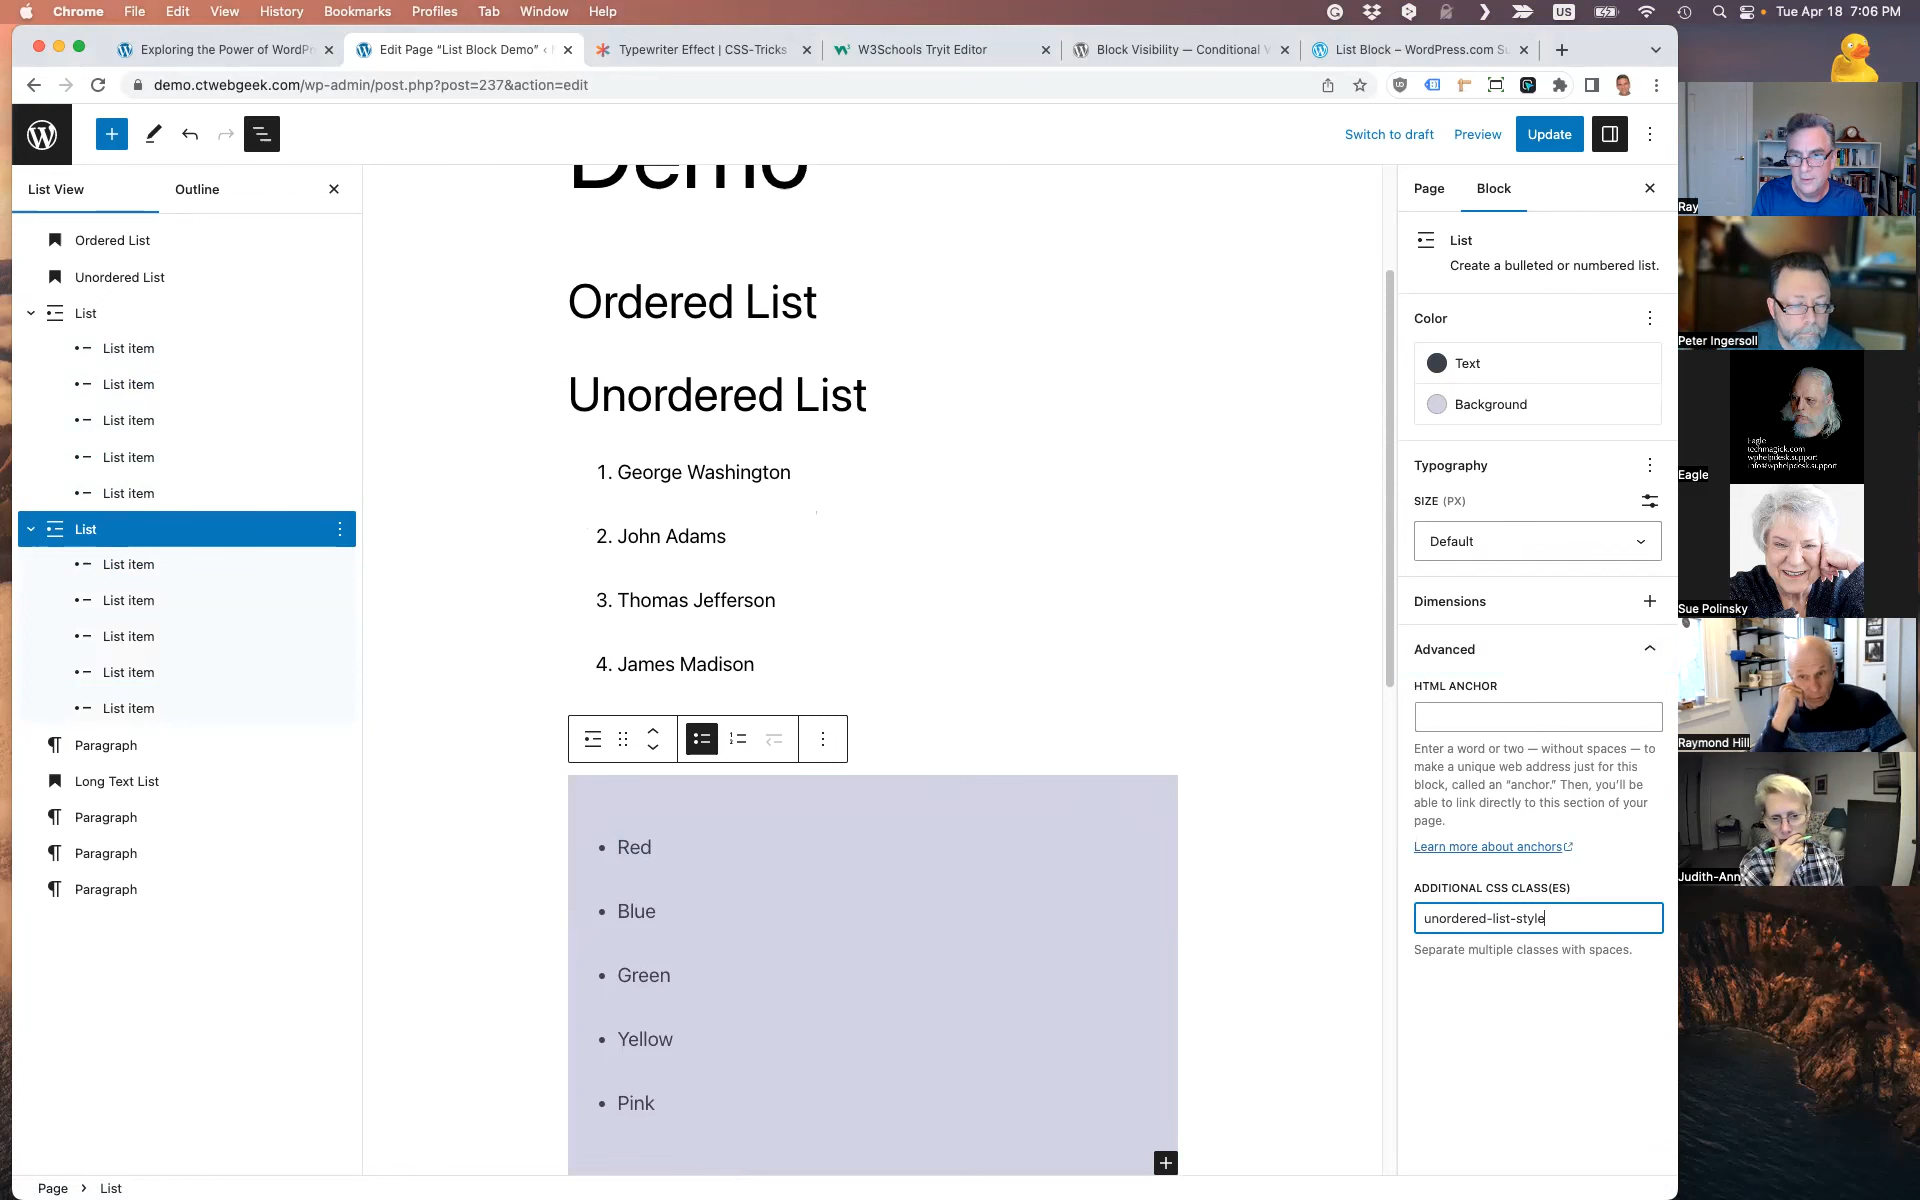 Chrome File Edit View History Bookmarks Profiles Tab Window Help
US
Tue Apr 18 7:06 PM
Exploring the Power of WordPr
Edit Page “List Block Demo” ‹
Typewriter Effect | CSS-Tricks
W3Schools Tryit Editor
Block Visibility — Conditional V
List Block – WordPress.com Su
demo.ctwebgeek.com/wp-admin/post.php?post=237&action=edit
Switch to draft
Preview
Update
List View
Outline
Ordered List
Unordered List
List
List item
List item
List item
List item
List item
List
List item
List item
List item
List item
List item
Paragraph
Long Text List
Paragraph
Paragraph
Paragraph
Page › List
Demo
Ordered List
Unordered List
1. George Washington
2. John Adams
3. Thomas Jefferson
4. James Madison
• Red
• Blue
• Green
• Yellow
• Pink
Page
Block
List
Create a bulleted or numbered list.
Color
Text
Background
Typography
SIZE (PX)
Default
Dimensions
Advanced
HTML ANCHOR
Enter a word or two — without spaces — to
make a unique web address just for this
block, called an “anchor.” Then, you’ll be
able to link directly to this section of your
page.
Learn more about anchors
ADDITIONAL CSS CLASS(ES)
unordered-list-style
Separate multiple classes with spaces.
Ray
Peter Ingersoll
Eagle
techmagick.com
wphelpdesk.support
info@wphelpdesk.support
Eagle
Sue Polinsky
Raymond Hill
Judith-Ann